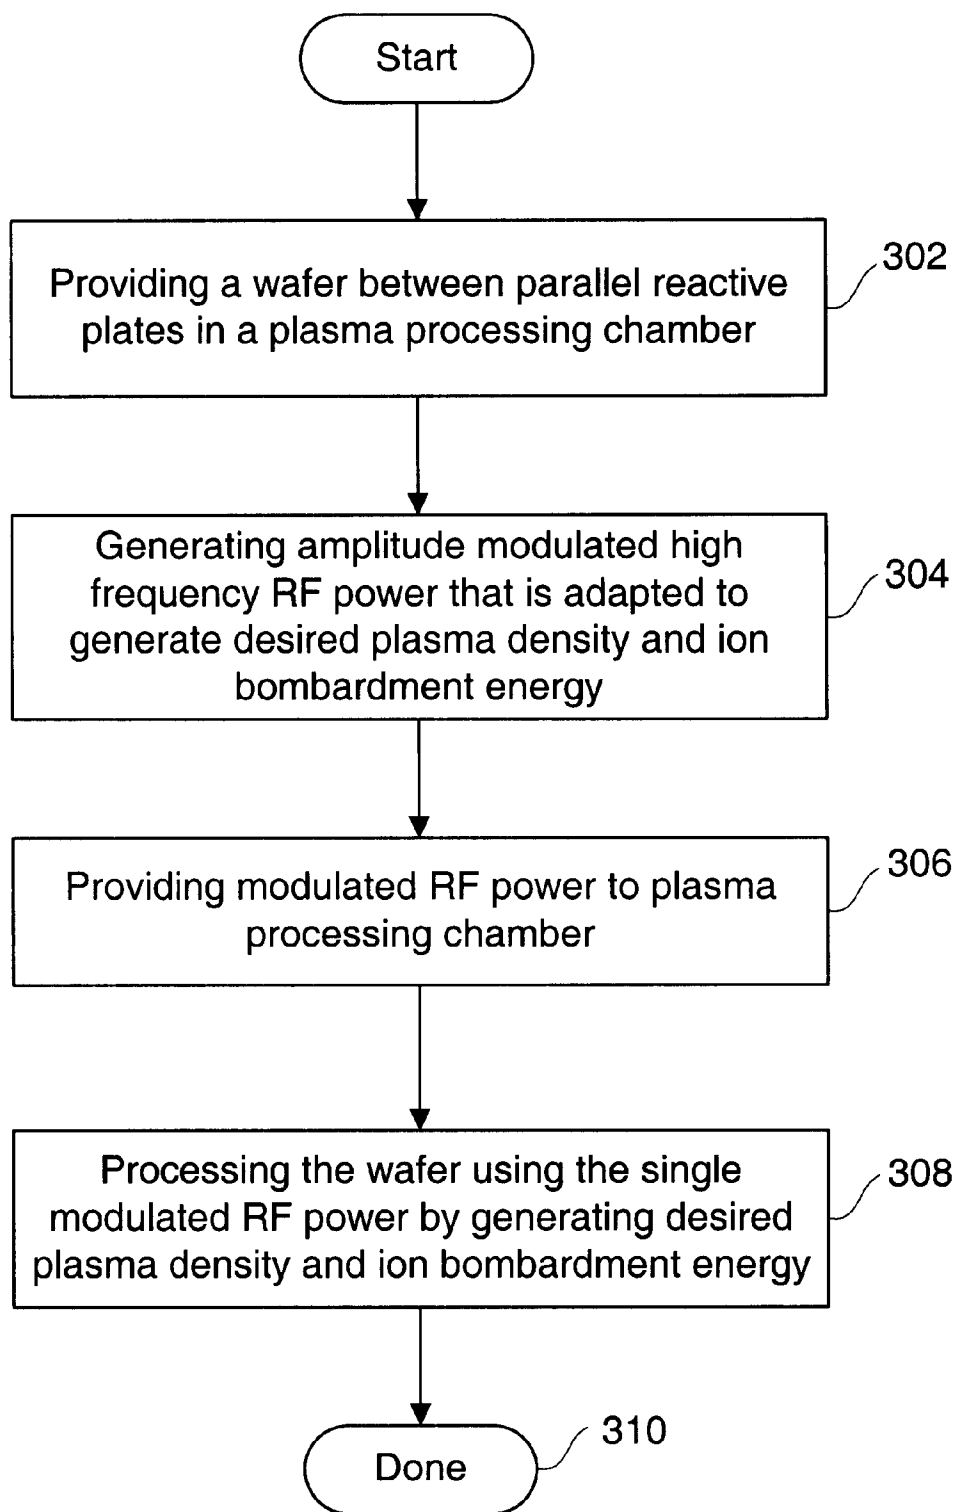 Start
Providing a wafer between parallel reactive
plates in a plasma processing chamber
302
Generating amplitude modulated high
frequency RF power that is adapted to
generate desired plasma density and ion
bombardment energy
304
Providing modulated RF power to plasma
processing chamber
306
Processing the wafer using the single
modulated RF power by generating desired
plasma density and ion bombardment energy
308
Done
310